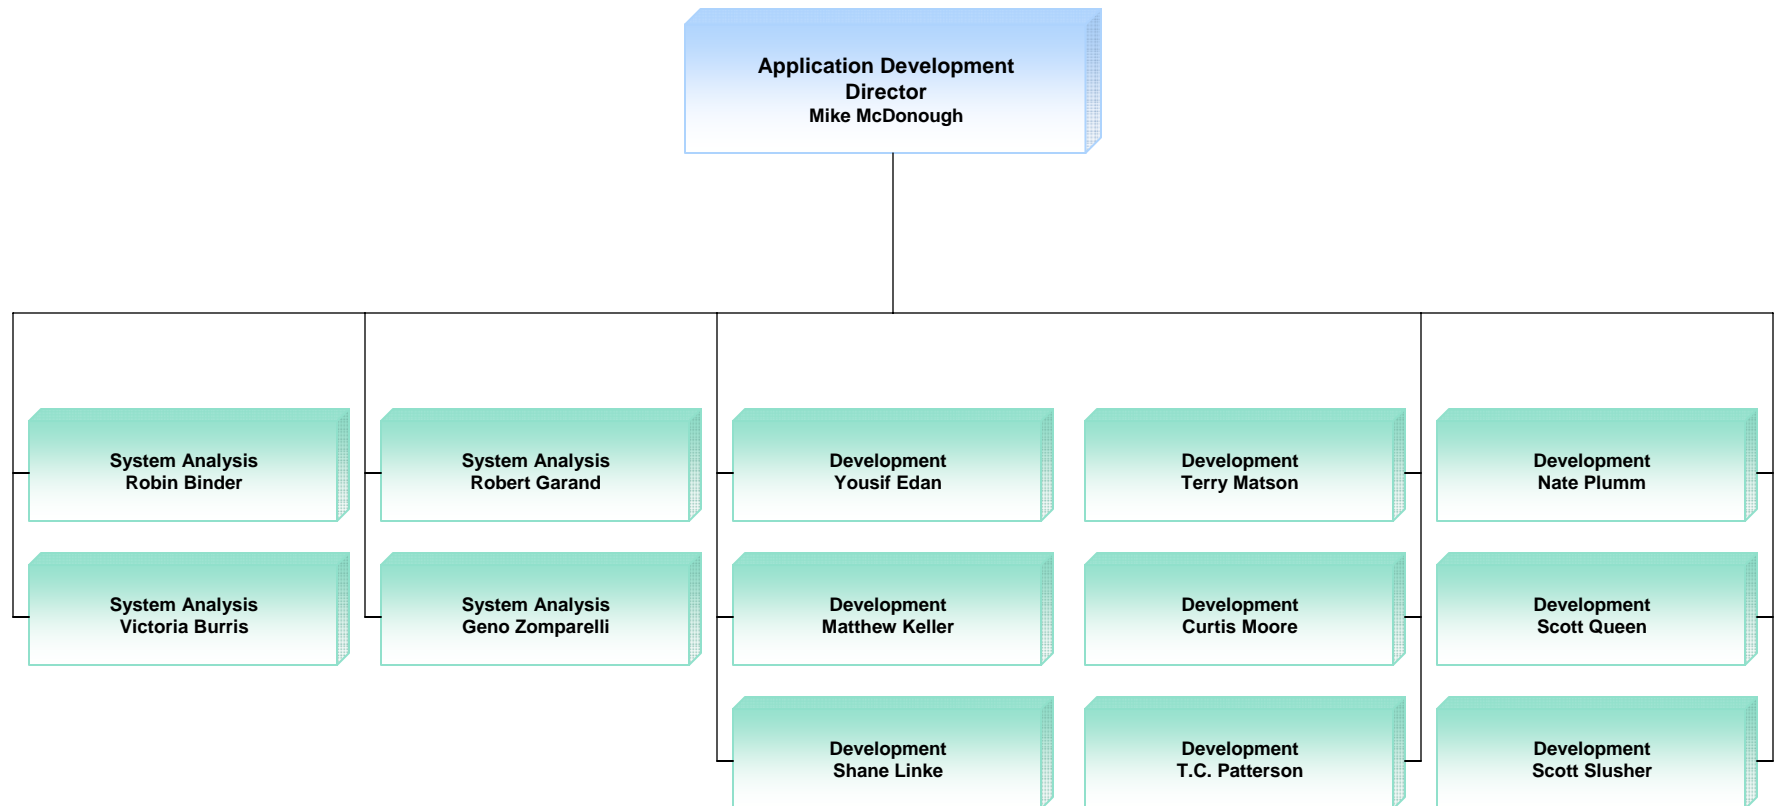 Application Development
Director
Mike McDonough
System Analysis
Robin Binder
System Analysis
Robert Garand
Development
Yousif Edan
Development
Terry Matson
Development
Nate Plumm
System Analysis
Victoria Burris
System Analysis
Geno Zomparelli
Development
Matthew Keller
Development
Curtis Moore
Development
Scott Queen
Development
Shane Linke
Development
T.C. Patterson
Development
Scott Slusher